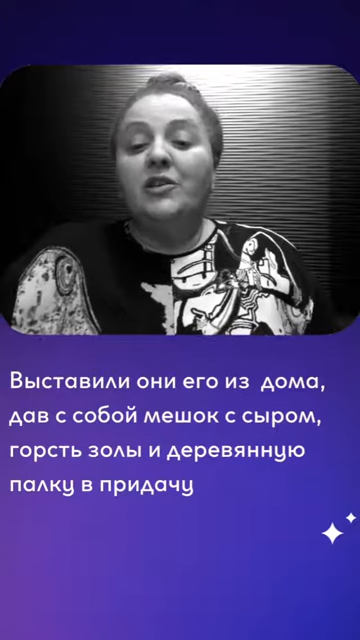 Выставили они его из дома,
дав с собой мешок с сыром,
горсть золы и деревянную
палку в придачу